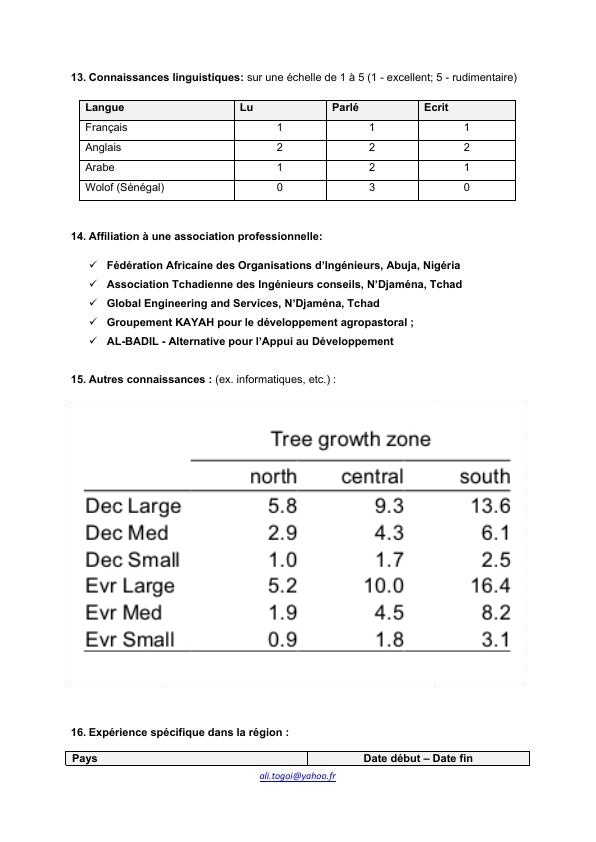 13. Connaissances linguistiques: sur une échelle de 1 à 5 (1 - excellent; 5 - rudimentaire)
Langue Lu Parlé Ecrit
Français 1 1 1
Anglais 2 2 2
Arabe 1 2 1
Wolof (Sénégal) 0 3 0
14. Affiliation à une association professionnelle:
✓ Fédération Africaine des Organisations d'Ingénieurs, Abuja, Nigéria
✓ Association Tchadienne des Ingénieurs conseils, N'Djaména, Tchad
✓ Global Engineering and Services, N'Djaména, Tchad
✓ Groupement KAYAH pour le développement agropastoral ;
✓ AL-BADIL - Alternative pour l'Appui au Développement
15. Autres connaissances : (ex. informatiques, etc.) :
Tree growth zone
north central south
Dec Large 5.8 9.3 13.6
Dec Med 2.9 4.3 6.1
Dec Small 1.0 1.7 2.5
Evr Large 5.2 10.0 16.4
Evr Med 1.9 4.5 8.2
Evr Small 0.9 1.8 3.1
16. Expérience spécifique dans la région :
Pays Date début – Date fin
ali.togoi@yahoo.fr